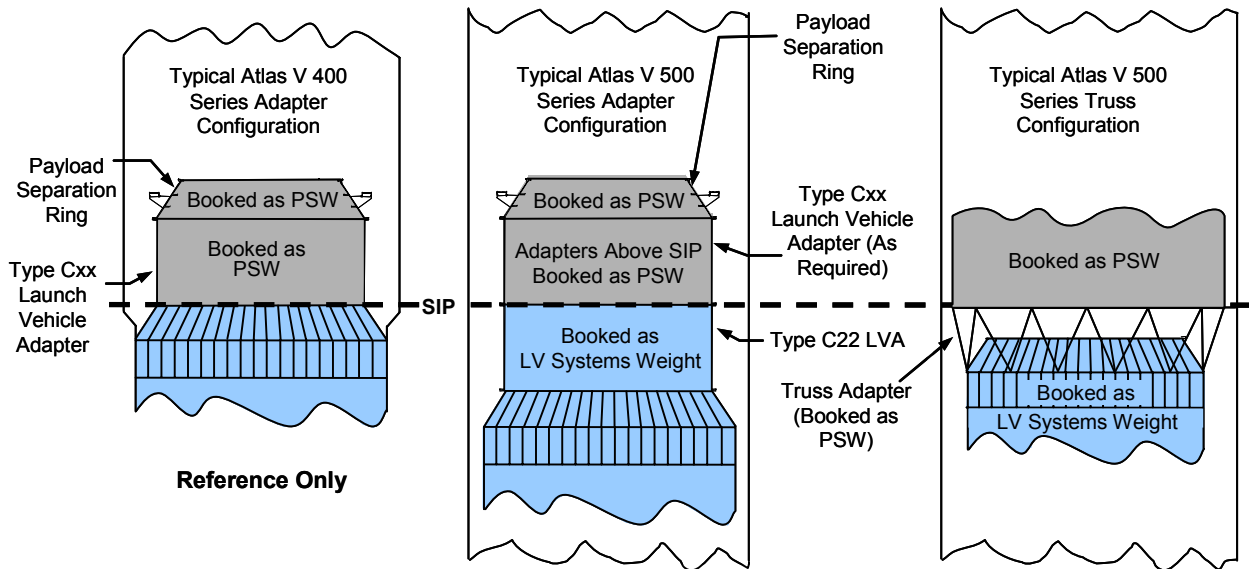 Typical Atlas V 400
Series Adapter
Configuration
Payload
Separation
Ring
Booked as PSW
Booked as
PSW
Type Cxx
Launch
Vehicle
Adapter
SIP
Reference Only
Typical Atlas V 500
Series Adapter
Configuration
Payload
Separation
Ring
Booked as PSW
Adapters Above SIP
Booked as PSW
Type Cxx
Launch Vehicle
Adapter (As
Required)
Booked as
LV Systems Weight
Type C22 LVA
Typical Atlas V 500
Series Truss
Configuration
Booked as PSW
Truss Adapter
(Booked as
PSW)
Booked as
LV Systems Weight